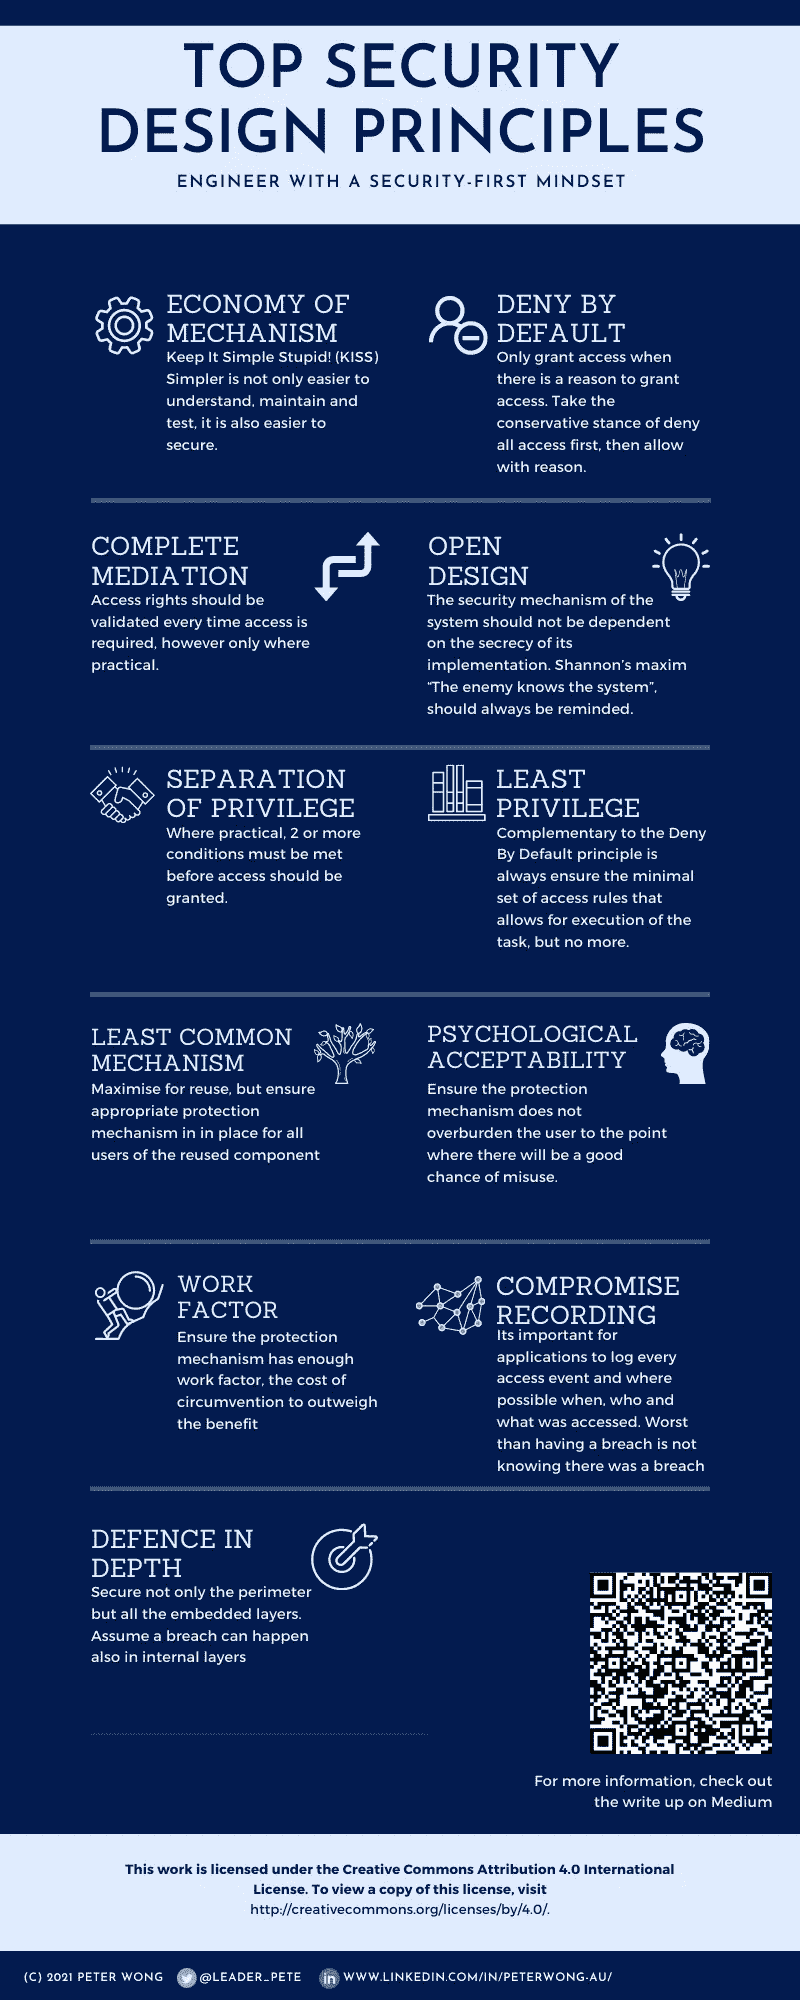 TOP SECURITY
DESIGN PRINCIPLES
ENGINEER WITH A SECURITY-FIRST MINDSET
ECONOMY OF
MECHANISM
Keep It Simple Stupid! (KISS)
Simpler is not only easier to
understand, maintain and
test, it is also easier to
secure.
DENY BY
DEFAULT
Only grant access when
there is a reason to grant
access. Take the
conservative stance of deny
all access first, then allow
with reason.
COMPLETE
MEDIATION
Access rights should be
validated every time access is
required, however only where
practical.
OPEN
DESIGN
The security mechanism of the
system should not be dependent
on the secrecy of its
implementation. Shannon's maxim
“The enemy knows the system”,
should always be reminded.
SEPARATION
OF PRIVILEGE
Where practical, 2 or more
conditions must be met
before access should be
granted.
LEAST
PRIVILEGE
Complementary to the Deny
By Default principle is
always ensure the minimal
set of access rules that
allows for execution of the
task, but no more.
LEAST COMMON
MECHANISM
Maximise for reuse, but ensure
appropriate protection
mechanism in in place for all
users of the reused component
PSYCHOLOGICAL
ACCEPTABILITY
Ensure the protection
mechanism does not
overburden the user to the point
where there will be a good
chance of misuse.
WORK
FACTOR
Ensure the protection
mechanism has enough
work factor, the cost of
circumvention to outweigh
the benefit
COMPROMISE
RECORDING
Its important for
applications to log every
access event and where
possible when, who and
what was accessed. Worst
than having a breach is not
knowing there was a breach
DEFENCE IN
DEPTH
Secure not only the perimeter
but all the embedded layers.
Assume a breach can happen
also in internal layers
For more information, check out
the write up on Medium
This work is licensed under the Creative Commons Attribution 4.0 International
License. To view a copy of this license, visit
http://creativecommons.org/licenses/by/4.0/.
(C) 2021 PETER WONG @LEADER_PETE in WWW.LINKEDIN.COM/IN/PETERWONG-AU/